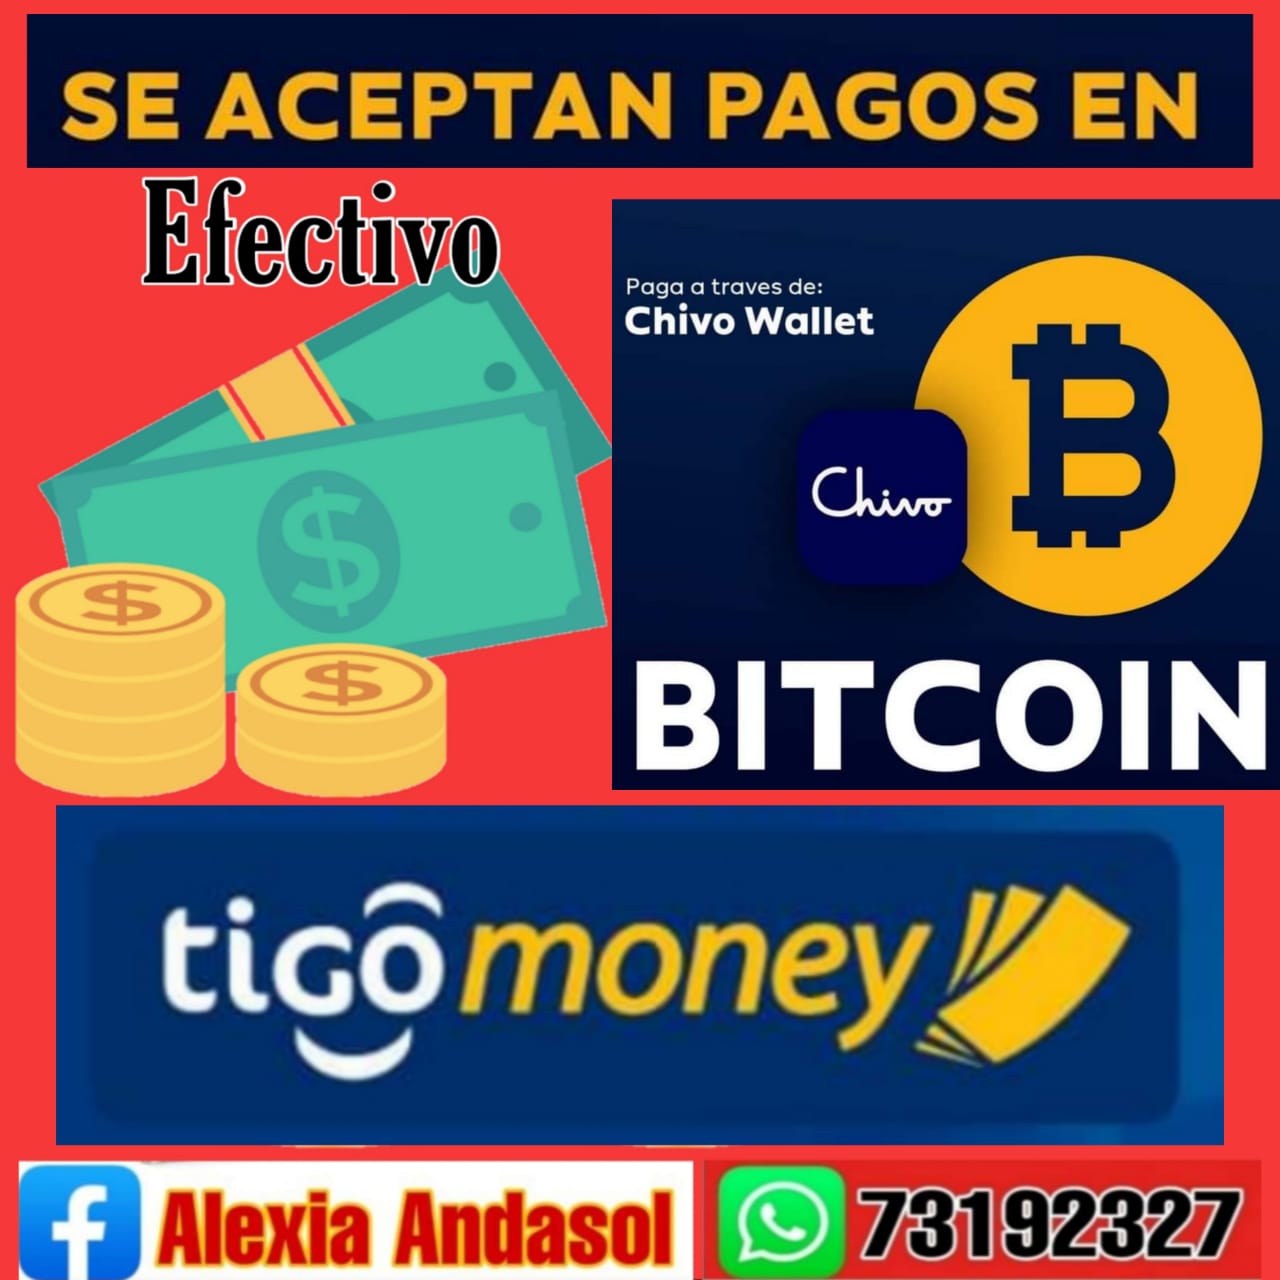 SE ACEPTAN PAGOS EN
Efectivo
Paga a traves de:
Chivo Wallet
Chivo
BITCOIN
tigo money
Alexia Andasol
73192327